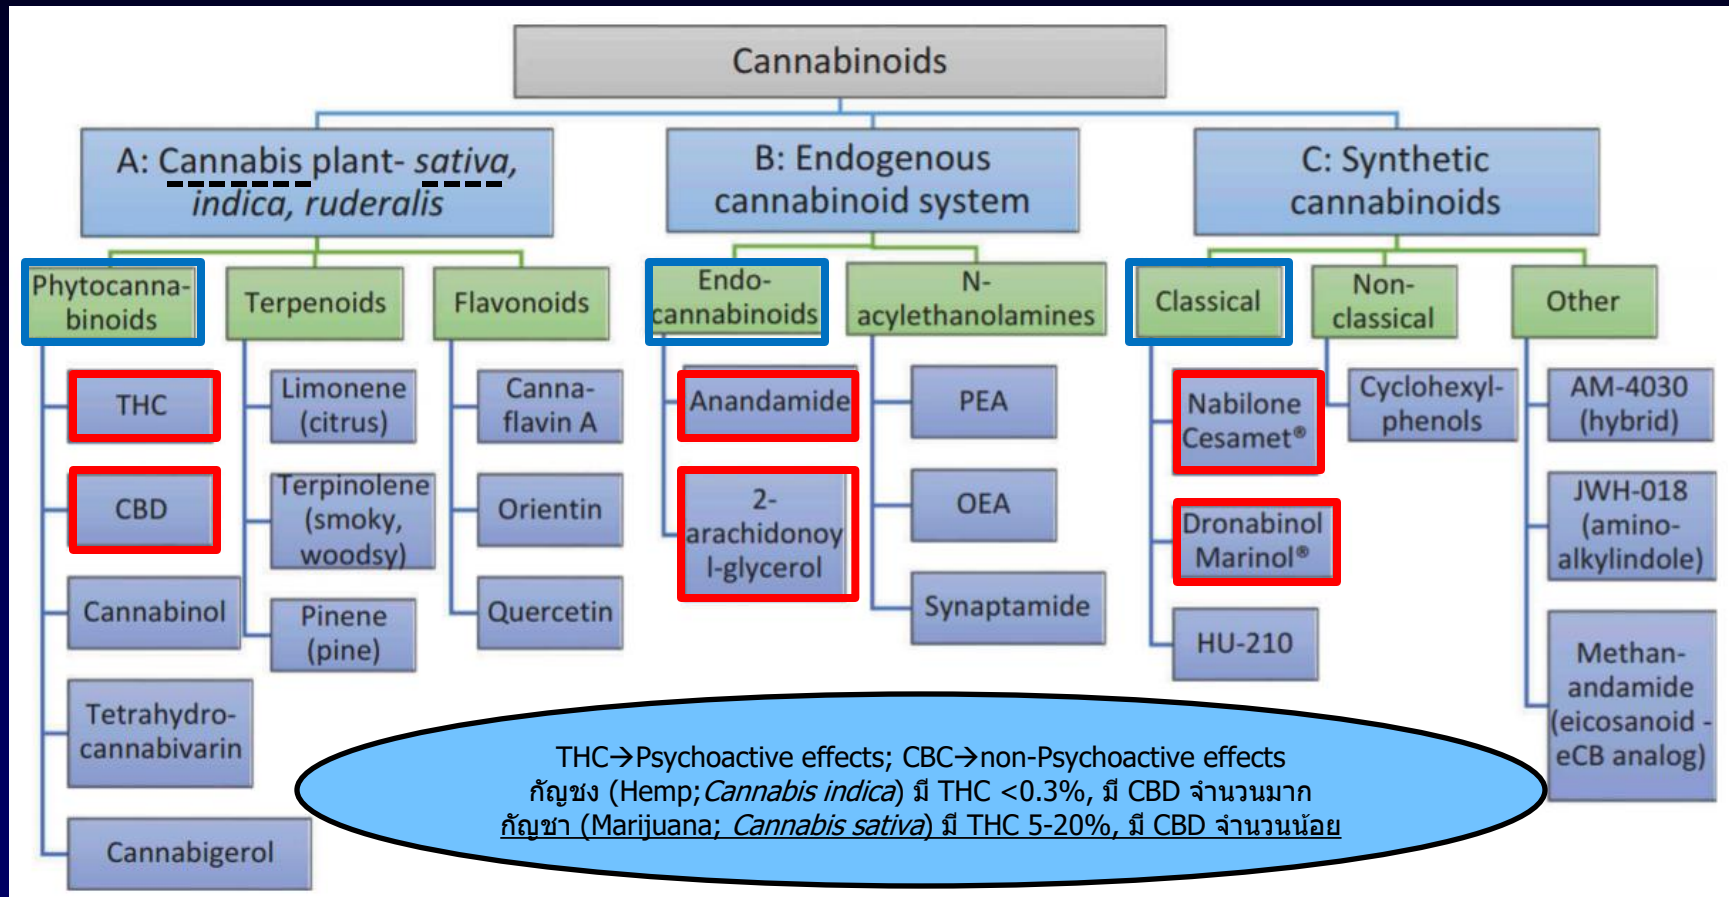 Cannabinoids
A: Cannabis plant- sativa,
indica, ruderalis
B: Endogenous
cannabinoid system
C: Synthetic
cannabinoids
Phytocanna-
binoids
Terpenoids
Flavonoids
Endo-
cannabinoids
N-
acylethanolamines
Classical
Non-
classical
Other
THC
CBD
Cannabinol
Tetrahydro-
cannabivarin
Cannabigerol
Limonene
(citrus)
Terpinolene
(smoky,
woodsy)
Pinene
(pine)
Canna-
flavin A
Orientin
Quercetin
Anandamide
2-
arachidonoy
l-glycerol
PEA
OEA
Synaptamide
Nabilone
Cesamet®
Dronabinol
Marinol®
HU-210
Cyclohexyl-
phenols
AM-4030
(hybrid)
JWH-018
(amino-
alkylindole)
Methan-
andamide
(eicosanoid -
eCB analog)
THC→Psychoactive effects; CBC→non-Psychoactive effects
กัญชง (Hemp;Cannabis indica) มี THC <0.3%, มี CBD จำนวนมาก
กัญชา (Marijuana; Cannabis sativa) มี THC 5-20%, มี CBD จำนวนน้อย